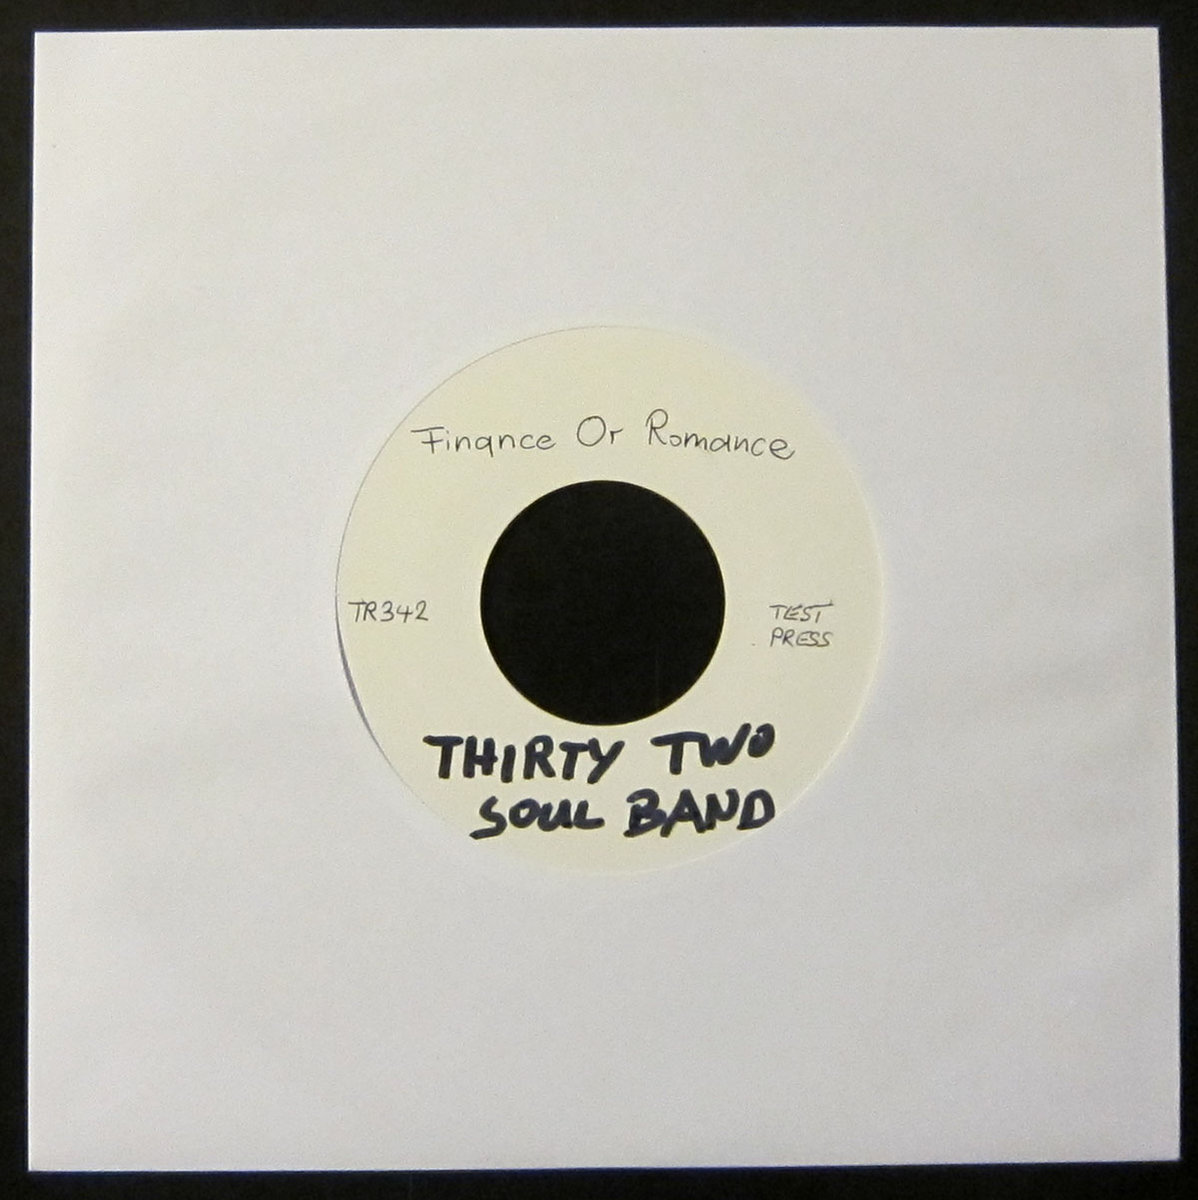 Finance Or Romance
TR342
TEST
PRESS
THIRTY TWO
SOUL BAND